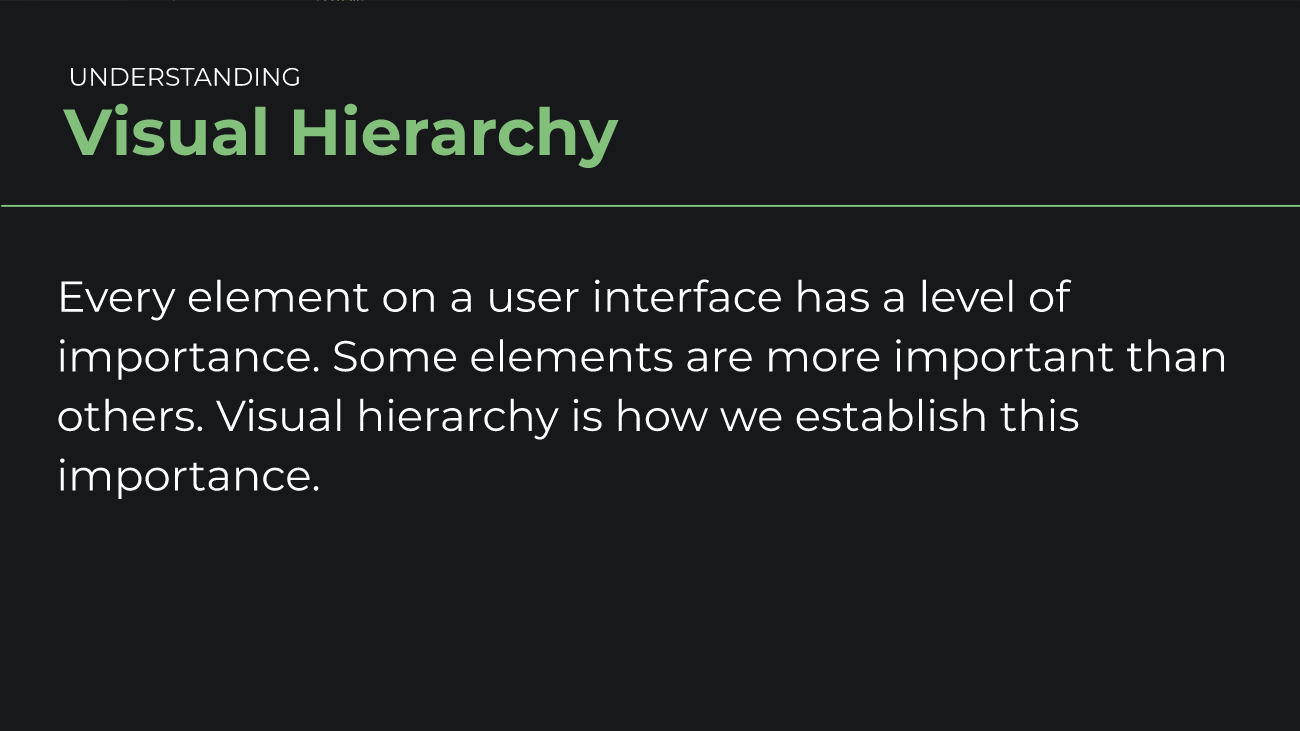 UNDERSTANDING
Visual Hierarchy
Every element on a user interface has a level of
importance. Some elements are more important than
others. Visual hierarchy is how we establish this
importance.